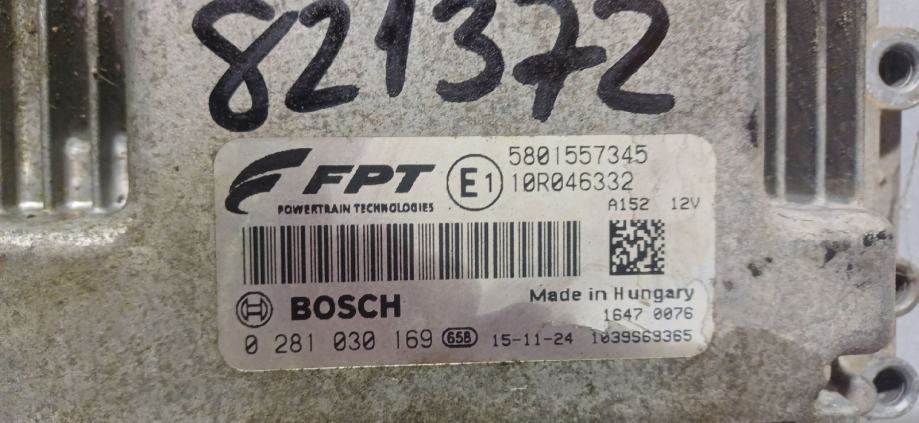 821372
FPT
POWERTRAIN TECHNOLOGIES
E1
5801557345
10R046332
A152 12V
Made in Hungary
1647 0076
BOSCH
0 281 030 169 658 15-11-24 1039S69365